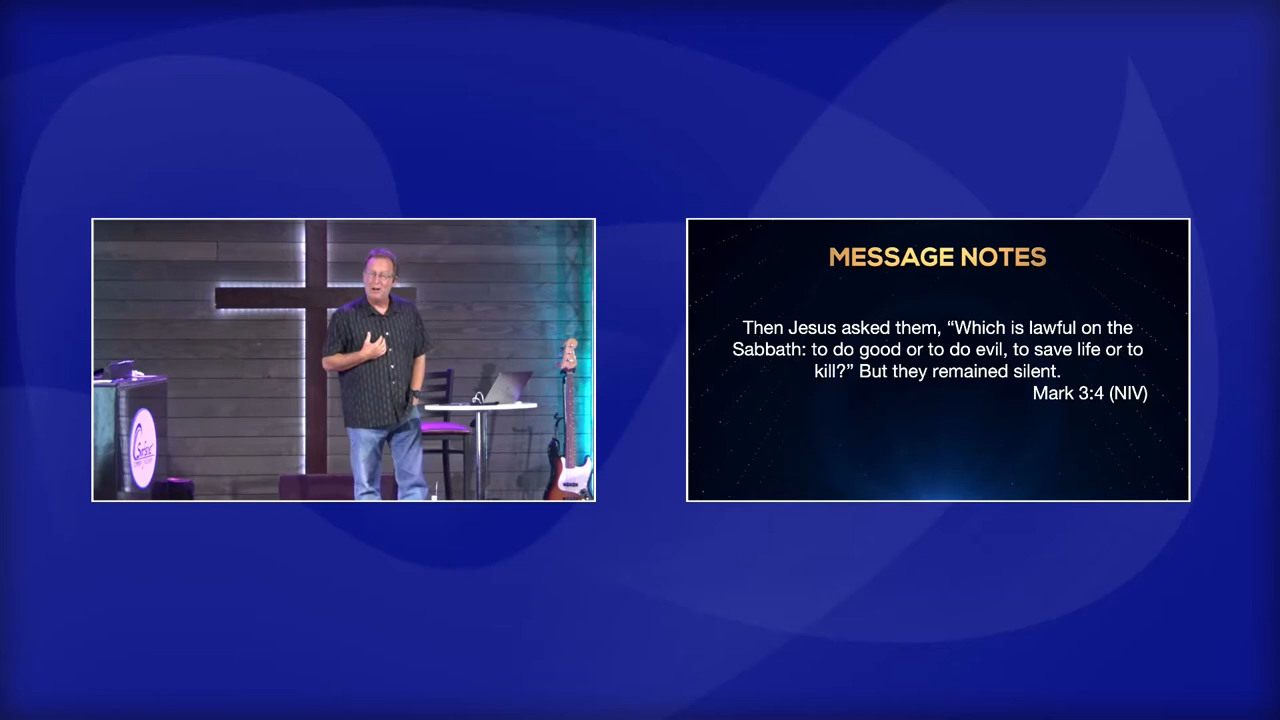 MESSAGE NOTES
Then Jesus asked them, “Which is lawful on the
Sabbath: to do good or to do evil, to save life or to
kill?” But they remained silent.
Mark 3:4 (NIV)